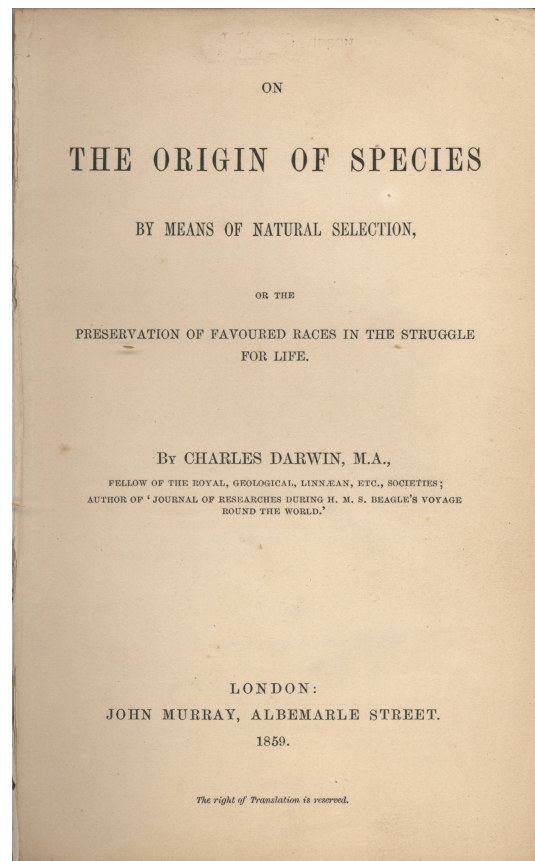 ON
THE ORIGIN OF SPECIES
BY MEANS OF NATURAL SELECTION,
OR THE
PRESERVATION OF FAVOURED RACES IN THE STRUGGLE
FOR LIFE.
By CHARLES DARWIN, M.A.,
FELLOW OF THE ROYAL, GEOLOGICAL, LINNÆAN, ETC., SOCIETIES;
AUTHOR OF ‘JOURNAL OF RESEARCHES DURING H. M. S. BEAGLE’S VOYAGE
ROUND THE WORLD.’
LONDON:
JOHN MURRAY, ALBEMARLE STREET.
1859.
The right of Translation is reserved.